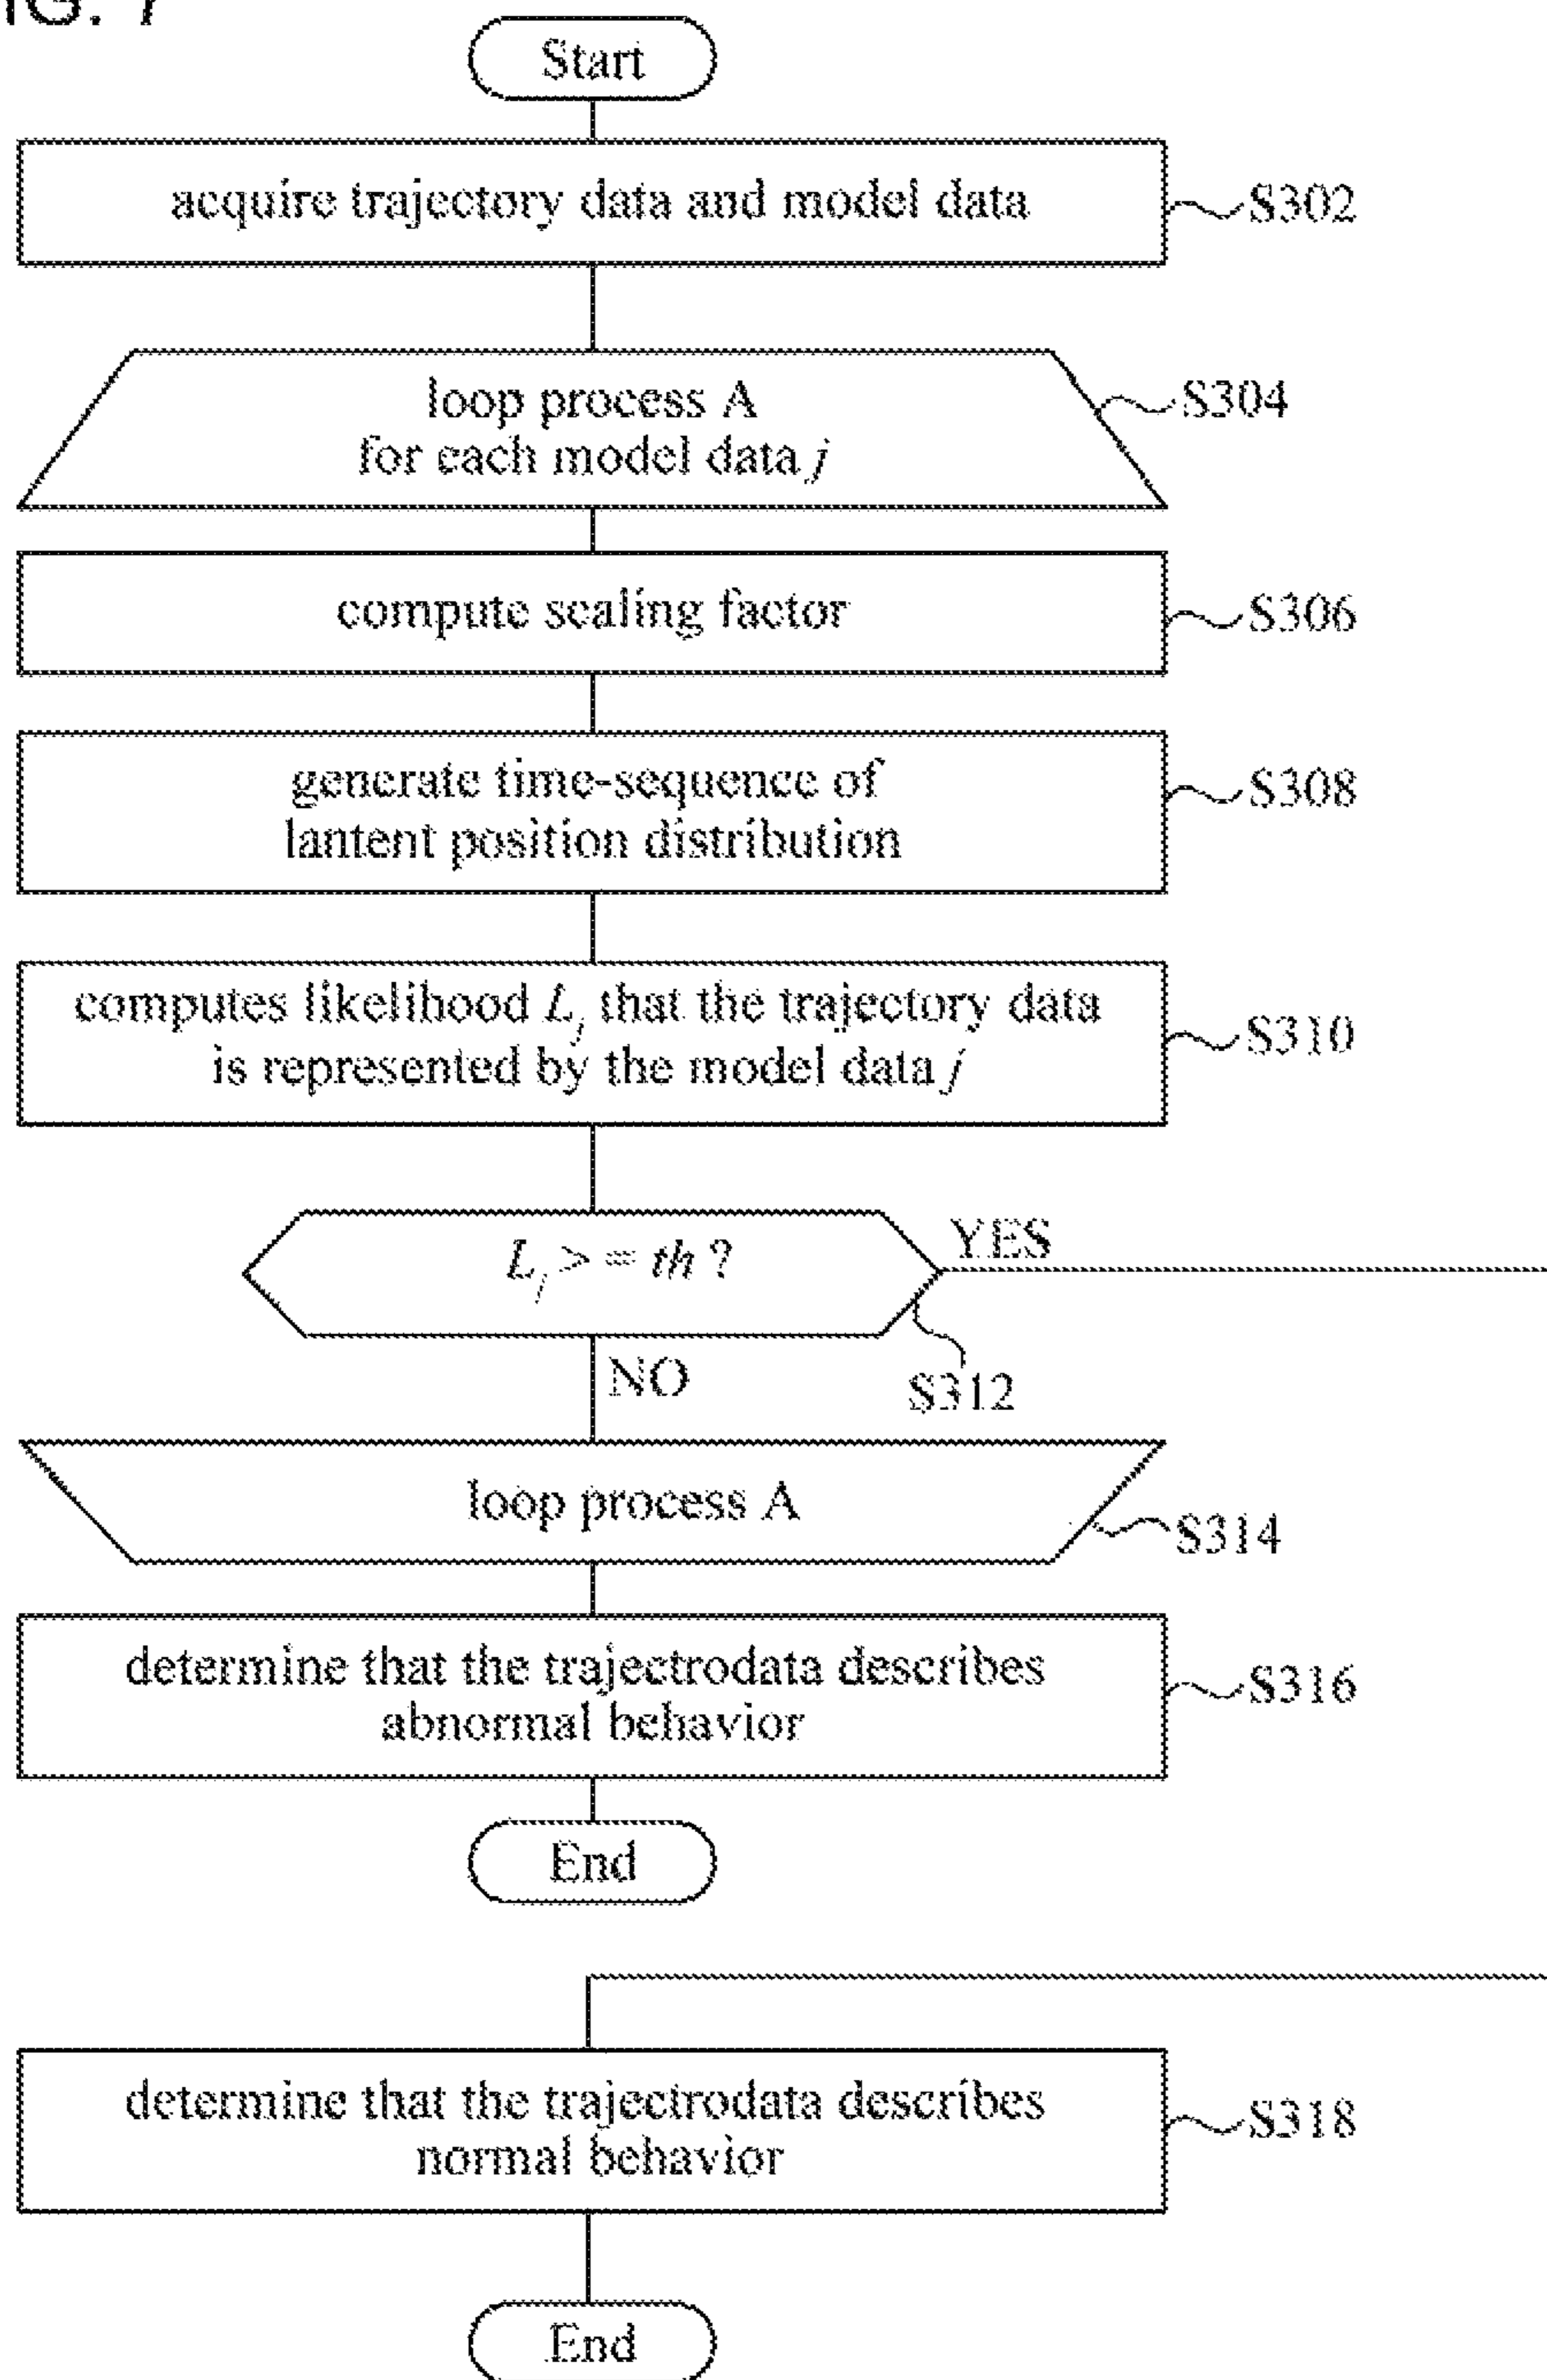 FIG. 7
Start
acquire trajectory data and model data
S302
loop process A
for each model data j
S304
compute scaling factor
S306
generate time-sequence of
lantent position distribution
S308
computes likelihood Lj that the trajectory data
is represented by the model data j
S310
Lj > = th ?
YES
S312
NO
loop process A
S314
determine that the trajectrodata describes
abnormal behavior
S316
End
determine that the trajectrodata describes
normal behavior
S318
End